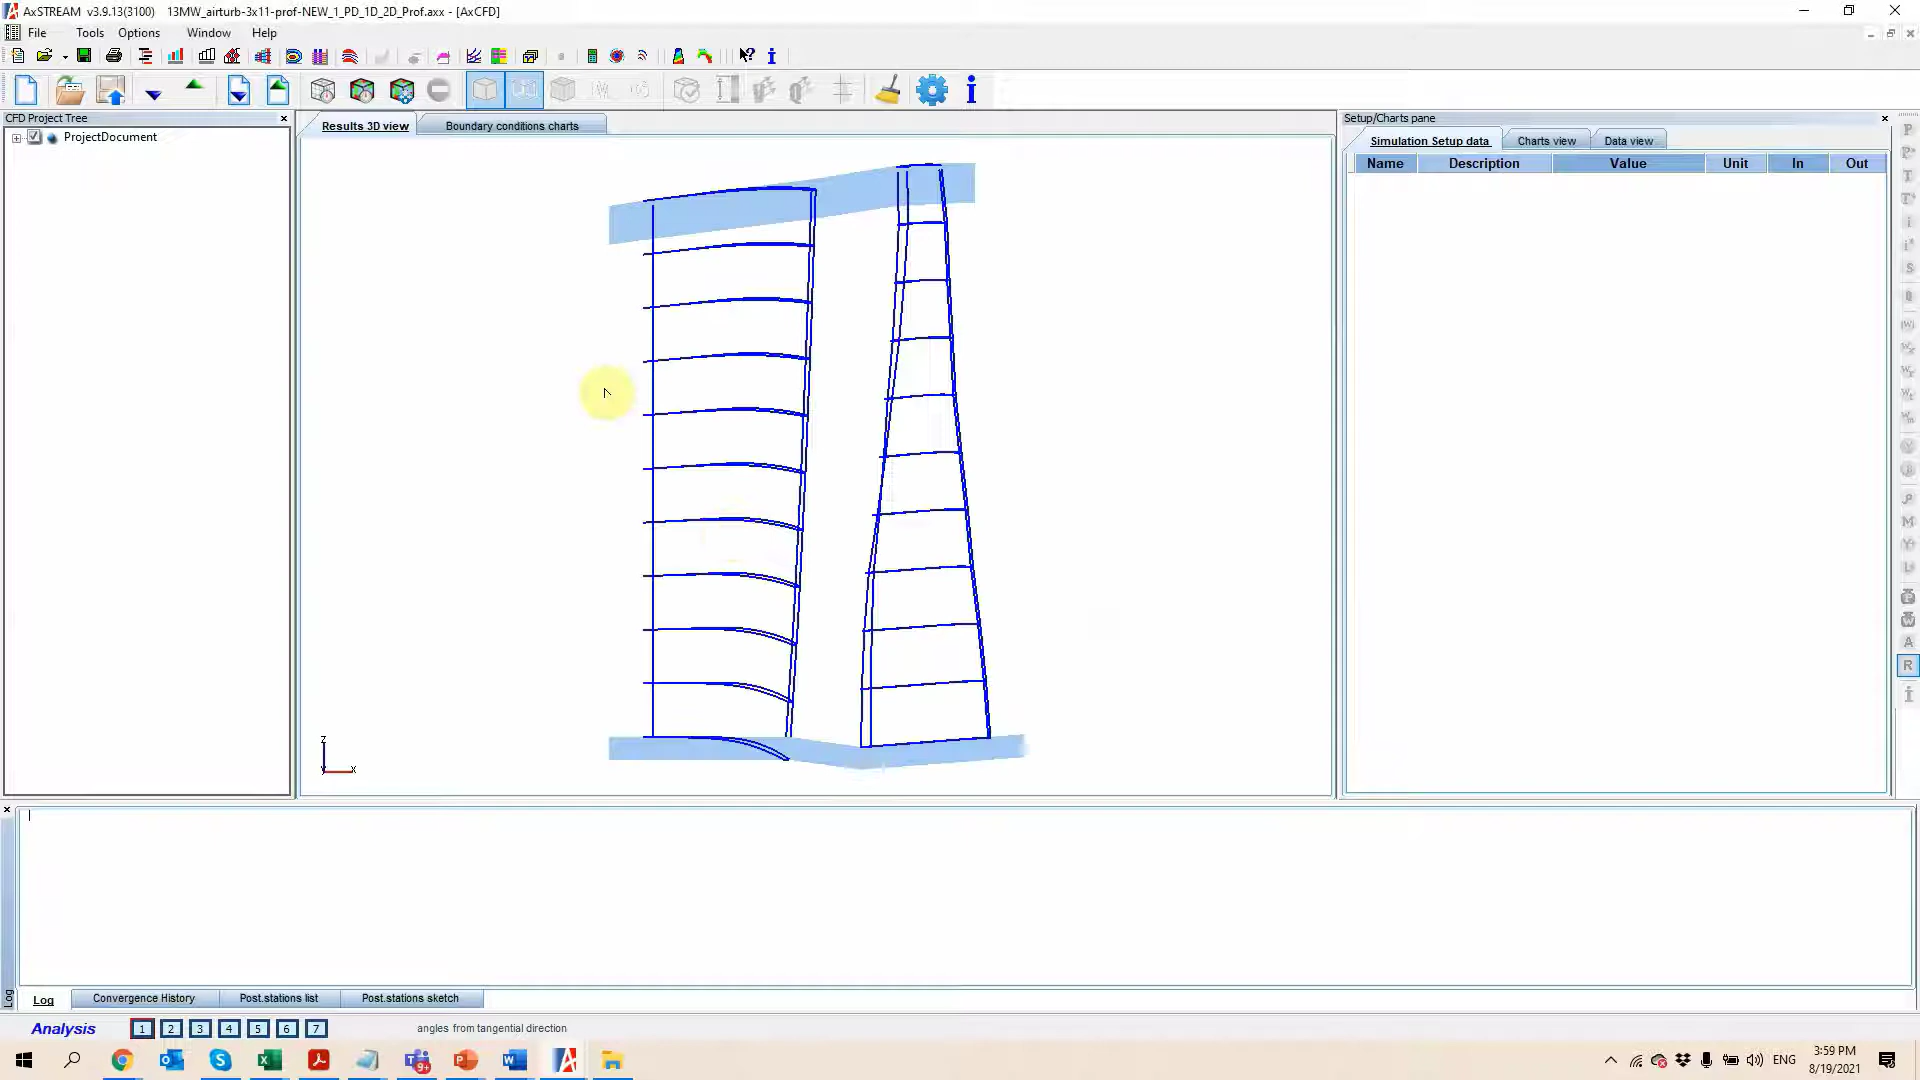 AxSTREAM v3.9.13(3100) 13MW_airturb-3x11-prof-NEW_1_PD_1D_2D_Prof.axx - [AxCFD]
File Tools Options Window Help
CFD Project Tree
ProjectDocument
Results 3D view Boundary conditions charts
Setup/Charts pane
Simulation Setup data Charts view Data view
Name Description Value Unit In Out
Z
X
Log
Log Convergence History Post.stations list Post.stations sketch
Analysis 1 2 3 4 5 6 7 angles from tangential direction
ENG
3:59 PM
8/19/2021